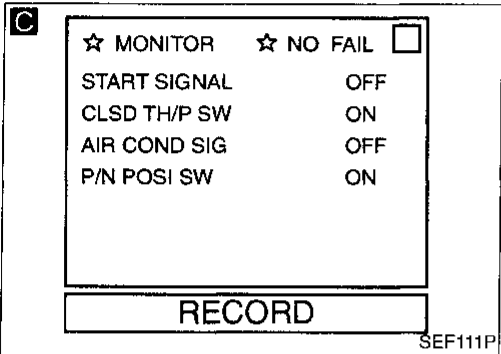 C
☆ MONITOR ☆ NO FAIL
START SIGNAL OFF
CLSD TH/P SW ON
AIR COND SIG OFF
P/N POSI SW ON
RECORD
SEF111P